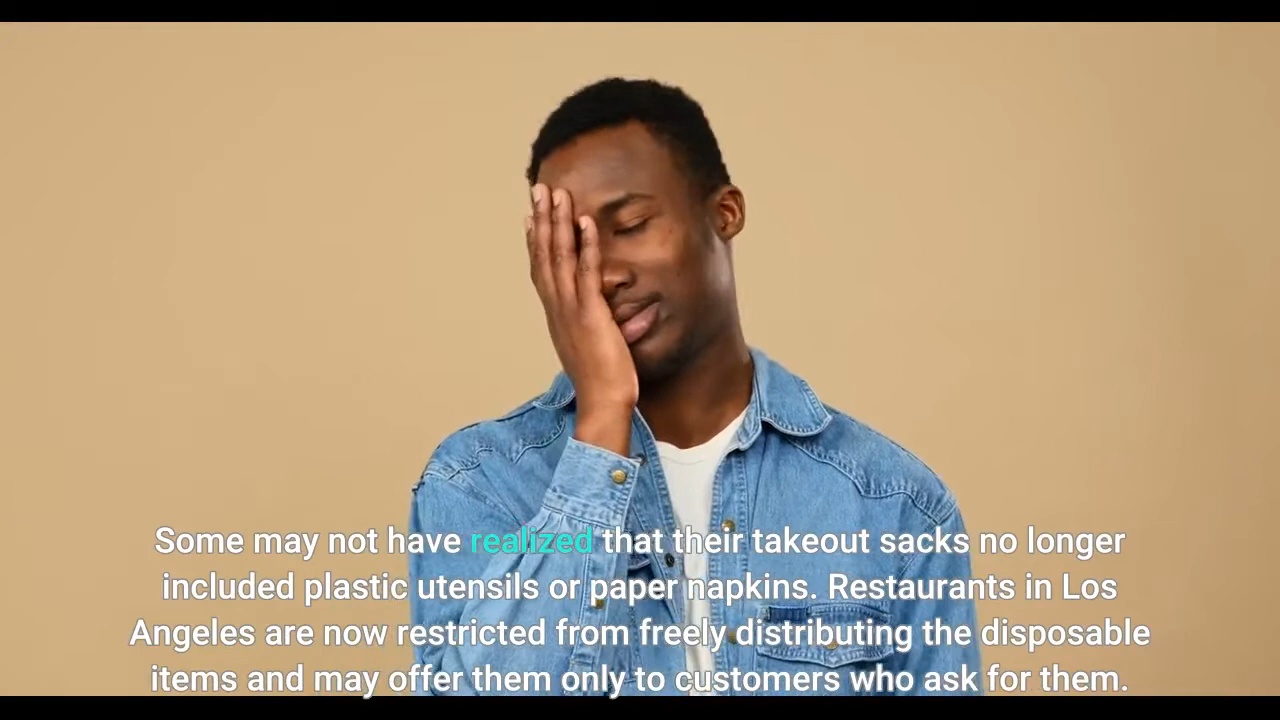 Some may not have realized that their takeout sacks no longer
included plastic utensils or paper napkins. Restaurants in Los
Angeles are now restricted from freely distributing the disposable
items and may offer them only to customers who ask for them.